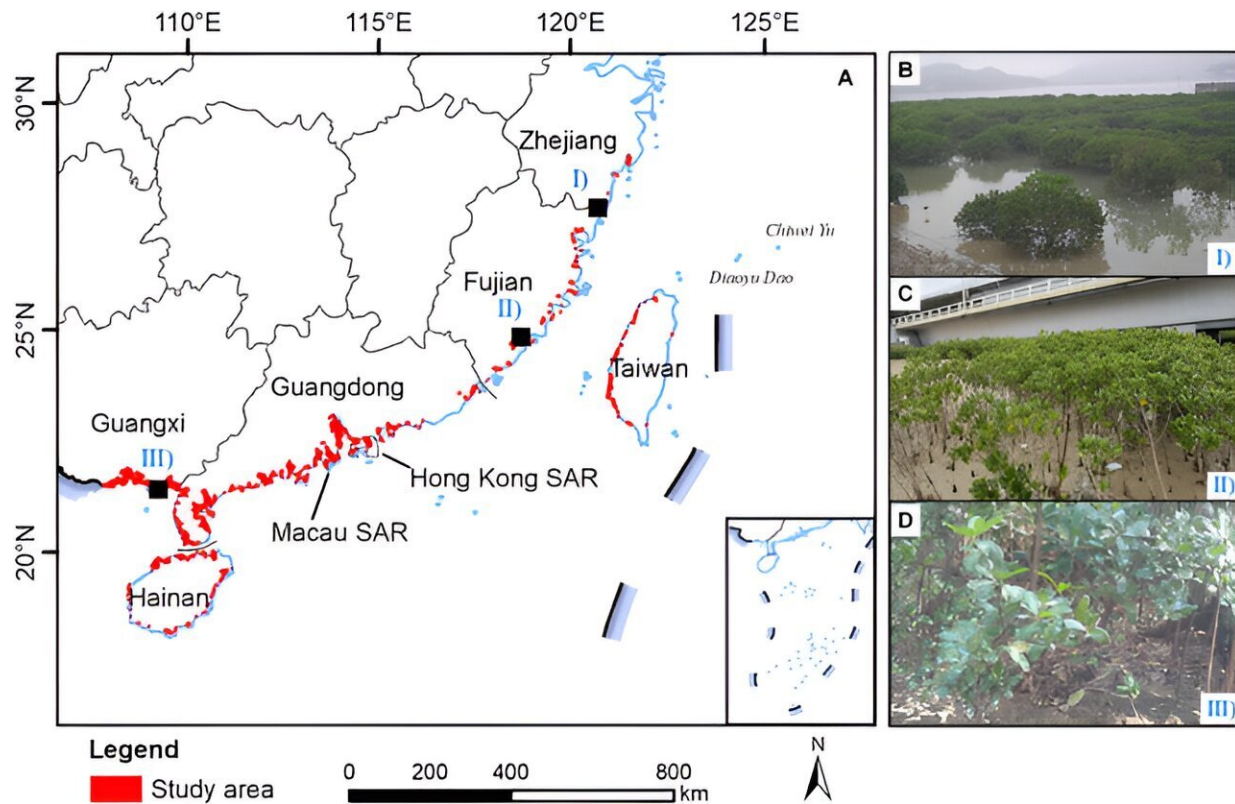 110°E
115°E
120°E
125°E
A
30°N
25°N
20°N
Zhejiang
I)
Chiwei Yu
Diaoyu Dao
Fujian
II)
Taiwan
Guangdong
Guangxi
III)
Hong Kong SAR
Macau SAR
Hainan
B
I)
C
II)
D
III)
Legend
Study area
0 200 400 800
km
N